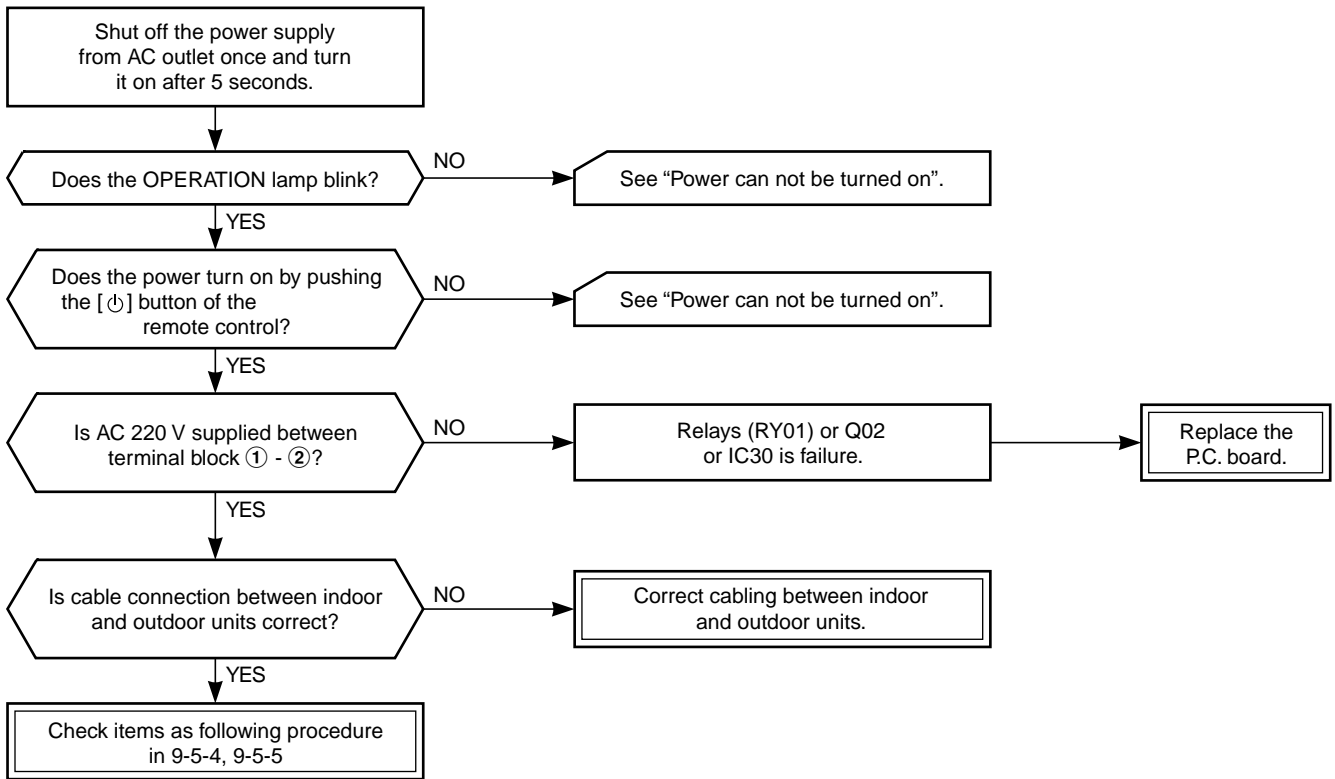 Shut off the power supply
from AC outlet once and turn
it on after 5 seconds.
Does the OPERATION lamp blink?
NO
See “Power can not be turned on”.
YES
Does the power turn on by pushing
the [⏻] button of the
remote control?
NO
See “Power can not be turned on”.
YES
Is AC 220 V supplied between
terminal block ① - ②?
NO
Relays (RY01) or Q02
or IC30 is failure.
Replace the
P.C. board.
YES
Is cable connection between indoor
and outdoor units correct?
NO
Correct cabling between indoor
and outdoor units.
YES
Check items as following procedure
in 9-5-4, 9-5-5